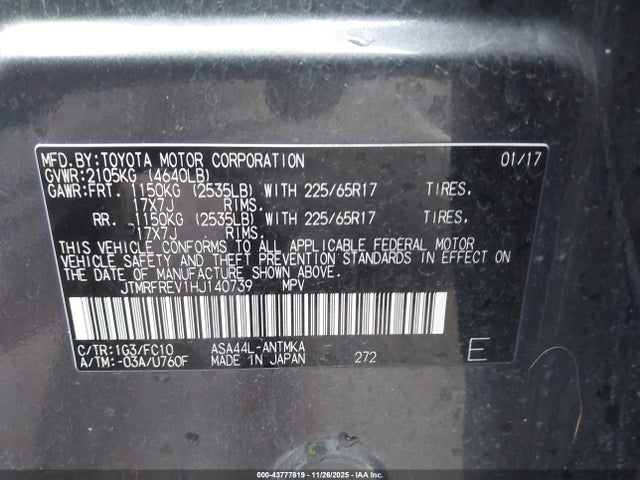 MFD.BY:TOYOTA MOTOR CORPORATION 01/17
GVWR:2105KG (4640LB)
GAWR:FRT. 1150KG (2535LB) WITH 225/65R17 TIRES,
17X7J RIMS,
RR. 1150KG (2535LB) WITH 225/65R17 TIRES,
17X7J RIMS.
THIS VEHICLE CONFORMS TO ALL APPLICABLE FEDERAL MOTOR
VEHICLE SAFETY AND THEFT PREVENTION STANDARDS IN EFFECT ON
THE DATE OF MANUFACTURE SHOWN ABOVE.
JTMRFREV1HJ140739 MPV
C/TR:1G3/FC10 ASA44L-ANTMKA
A/TM:-03A/U760F MADE IN JAPAN 272 E
000-43777819 | 11/26/2025 - IAA Inc.